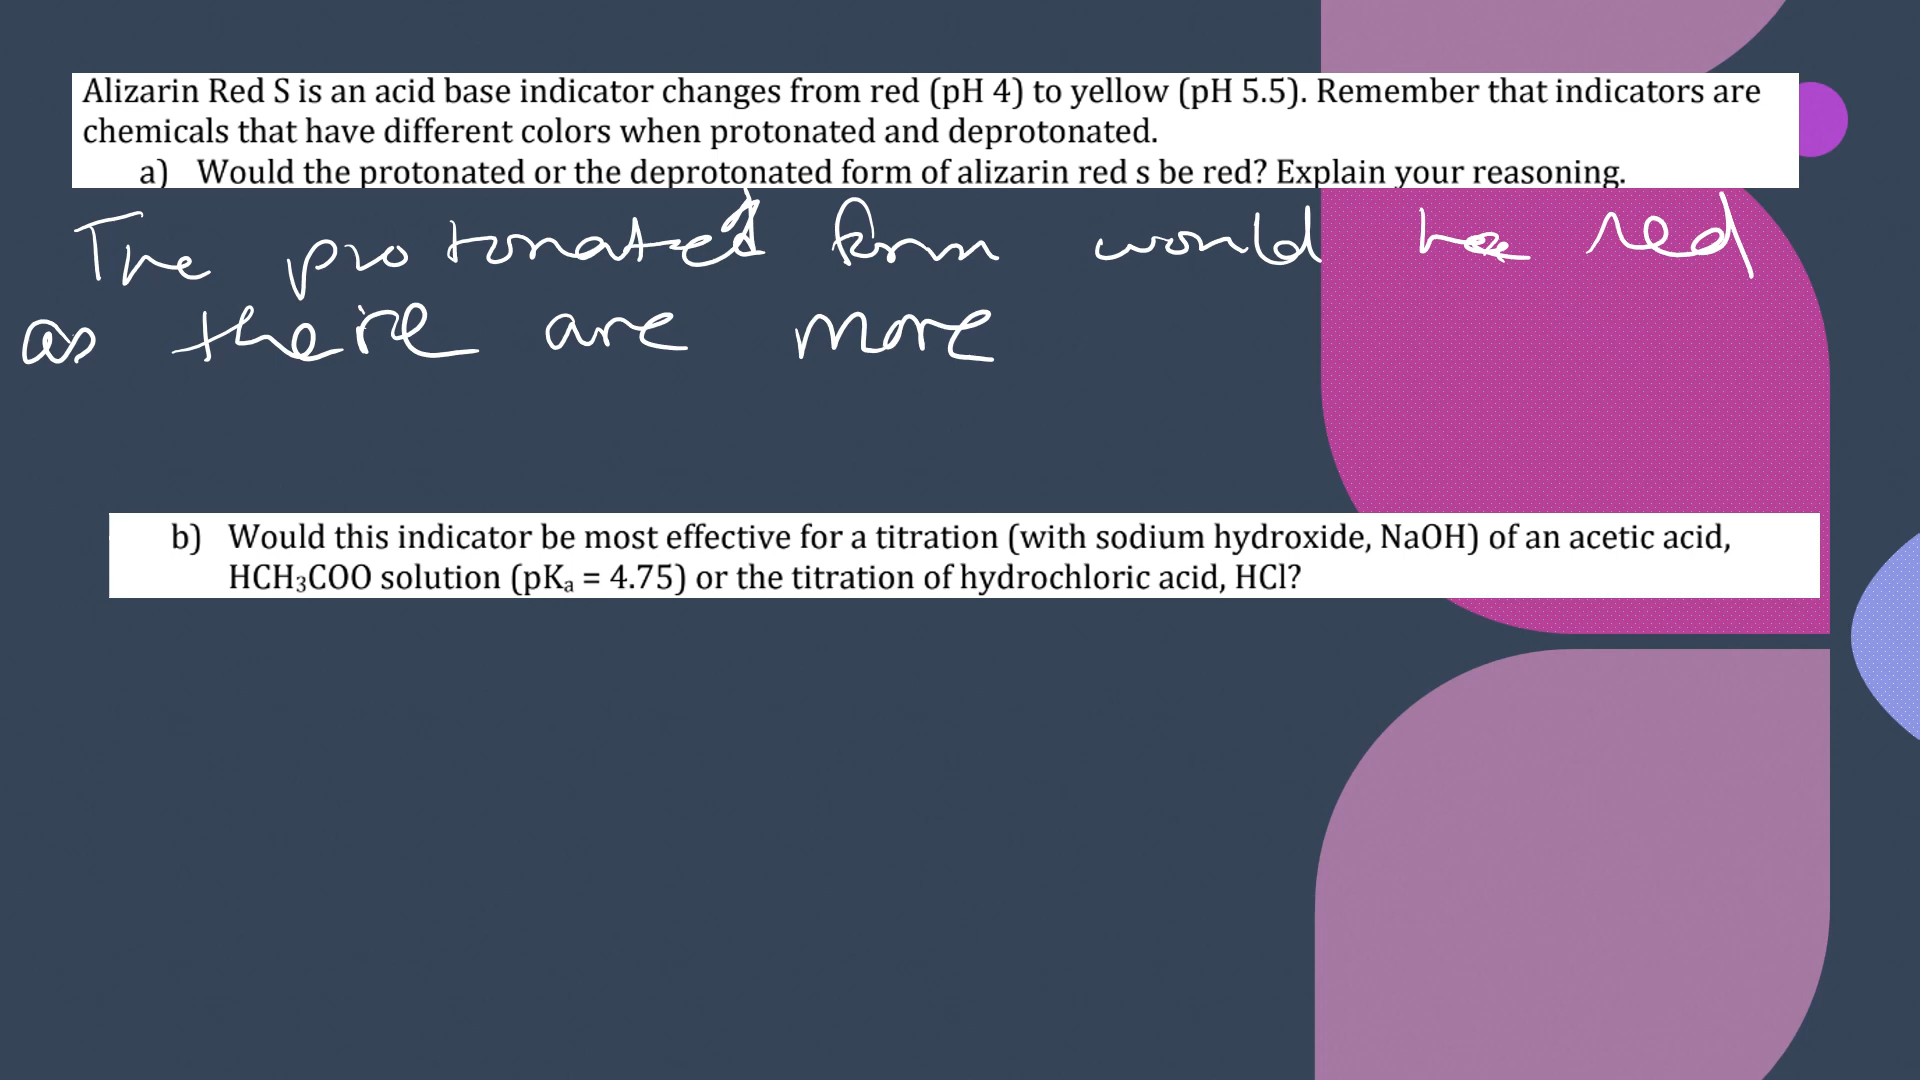 Alizarin Red S is an acid base indicator changes from red (pH 4) to yellow (pH 5.5). Remember that indicators are
chemicals that have different colors when protonated and deprotonated.
a) Would the protonated or the deprotonated form of alizarin red s be red? Explain your reasoning.
The protonated form would be red
as there are more
b) Would this indicator be most effective for a titration (with sodium hydroxide, NaOH) of an acetic acid,
HCH₃COO solution (pKₐ = 4.75) or the titration of hydrochloric acid, HCl?